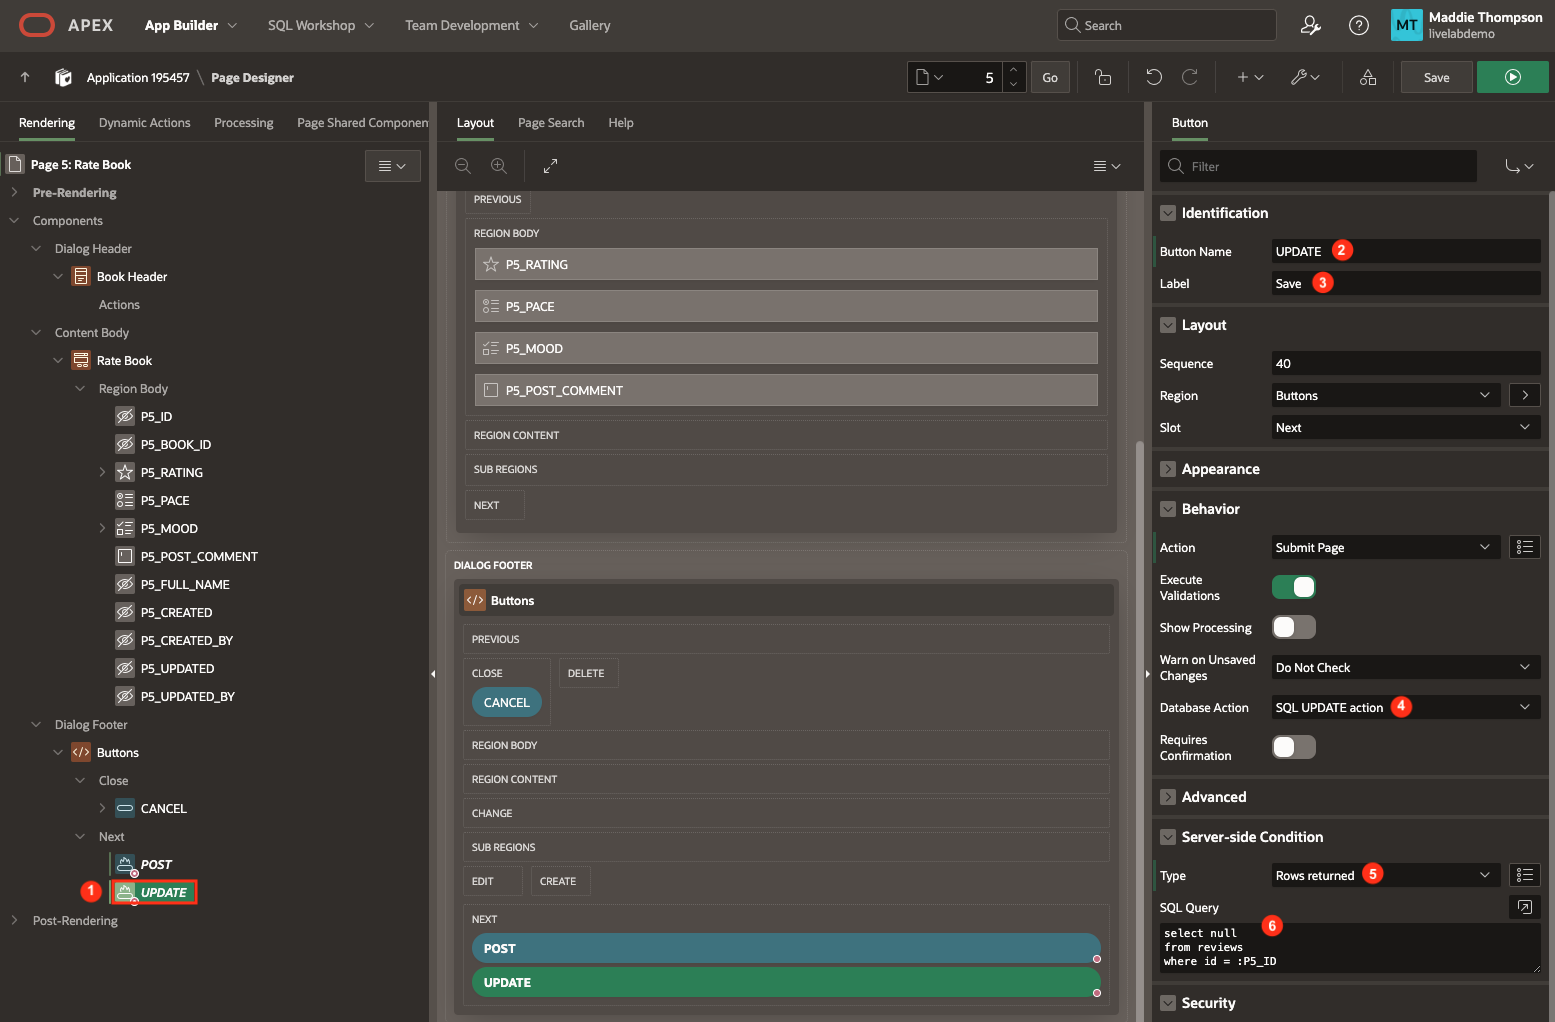 APEX
App Builder
SQL Workshop
Team Development
Gallery
Search
MT
Maddie Thompson
livelabdemo
Application 195457 \ Page Designer
5
Go
Save
Rendering
Dynamic Actions
Processing
Page Shared Componen
Page 5: Rate Book
Pre-Rendering
Components
Dialog Header
Book Header
Actions
Content Body
Rate Book
Region Body
P5_ID
P5_BOOK_ID
P5_RATING
P5_PACE
P5_MOOD
P5_POST_COMMENT
P5_FULL_NAME
P5_CREATED
P5_CREATED_BY
P5_UPDATED
P5_UPDATED_BY
Dialog Footer
Buttons
Close
CANCEL
Next
POST
1 UPDATE
Post-Rendering
Layout
Page Search
Help
PREVIOUS
REGION BODY
P5_RATING
P5_PACE
P5_MOOD
P5_POST_COMMENT
REGION CONTENT
SUB REGIONS
NEXT
DIALOG FOOTER
Buttons
PREVIOUS
CLOSE
DELETE
CANCEL
REGION BODY
REGION CONTENT
CHANGE
SUB REGIONS
EDIT
CREATE
NEXT
POST
UPDATE
Button
Filter
Identification
Button Name UPDATE 2
Label Save 3
Layout
Sequence 40
Region Buttons
Slot Next
Appearance
Behavior
Action Submit Page
Execute
Validations
Show Processing
Warn on Unsaved
Changes
Do Not Check
Database Action SQL UPDATE action 4
Requires
Confirmation
Advanced
Server-side Condition
Type Rows returned 5
SQL Query
6
select null
from reviews
where id = :P5_ID
Security